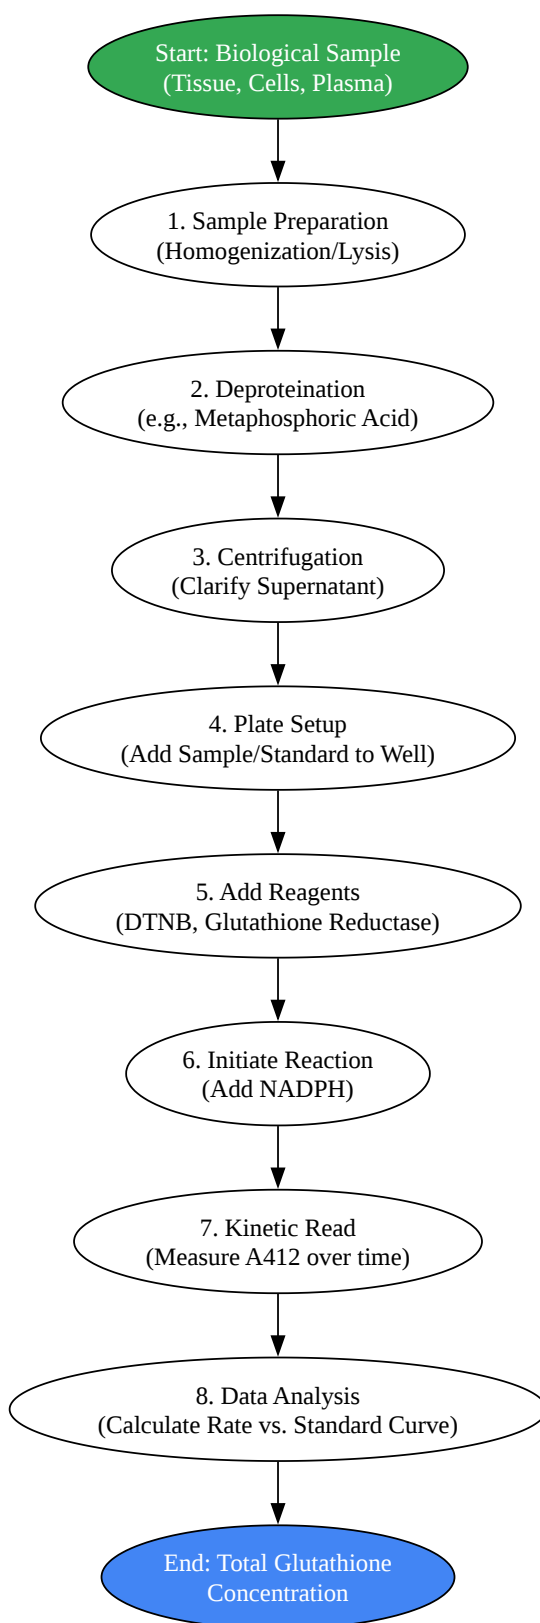 Start: Biological Sample
(Tissue, Cells, Plasma)
1. Sample Preparation
(Homogenization/Lysis)
2. Deproteination
(e.g., Metaphosphoric Acid)
3. Centrifugation
(Clarify Supernatant)
4. Plate Setup
(Add Sample/Standard to Well)
5. Add Reagents
(DTNB, Glutathione Reductase)
6. Initiate Reaction
(Add NADPH)
7. Kinetic Read
(Measure A412 over time)
8. Data Analysis
(Calculate Rate vs. Standard Curve)
End: Total Glutathione
Concentration